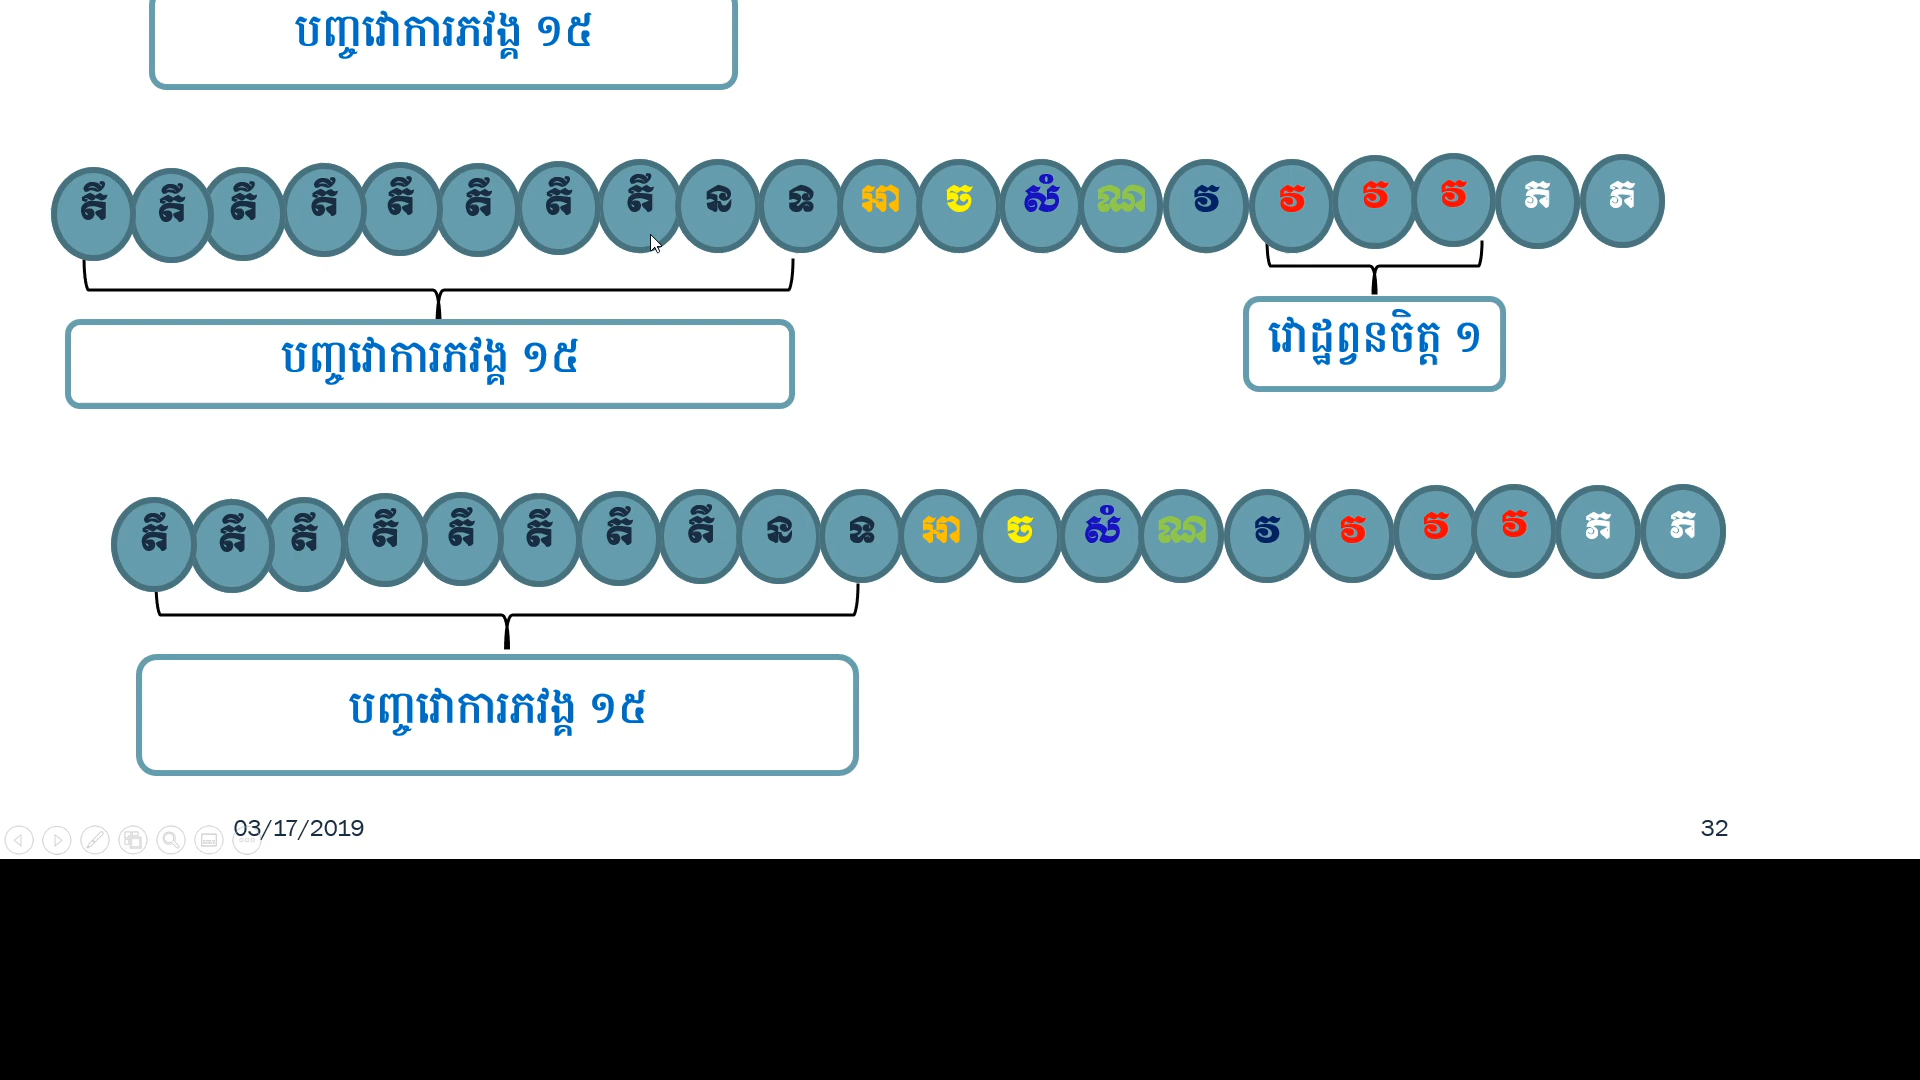 បញ្ចវោការភវង្គ ១៥
តី តី តី តី តី តី តី តី ន ទ អា ច សំ ណ វ វ វ វ ភ ភ
បញ្ចវោការភវង្គ ១៥
វោដ្ឋព្វនចិត្ត ១
តី តី តី តី តី តី តី តី ន ទ អា ច សំ ណ វ វ វ វ ភ ភ
បញ្ចវោការភវង្គ ១៥
03/17/2019
32